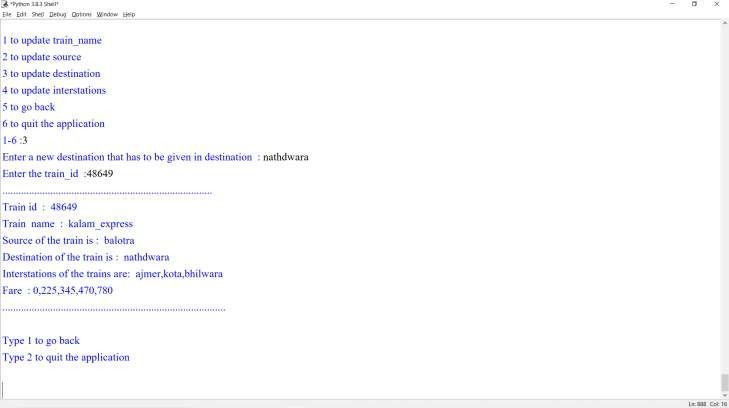 *Python 3.8.3 Shell*
File Edit Shell Debug Options Window Help
1 to update train_name
2 to update source
3 to update destination
4 to update interstations
5 to go back
6 to quit the application
1-6 :3
Enter a new destination that has to be given in destination : nathdwara
Enter the train_id :48649
................................................................................
Train id : 48649
Train name : kalam_express
Source of the train is : balotra
Destination of the train is : nathdwara
Interstations of the trains are: ajmer,kota,bhilwara
Fare : 0,225,345,470,780
.....................................................................................
Type 1 to go back
Type 2 to quit the application
Ln: 888 Col: 16